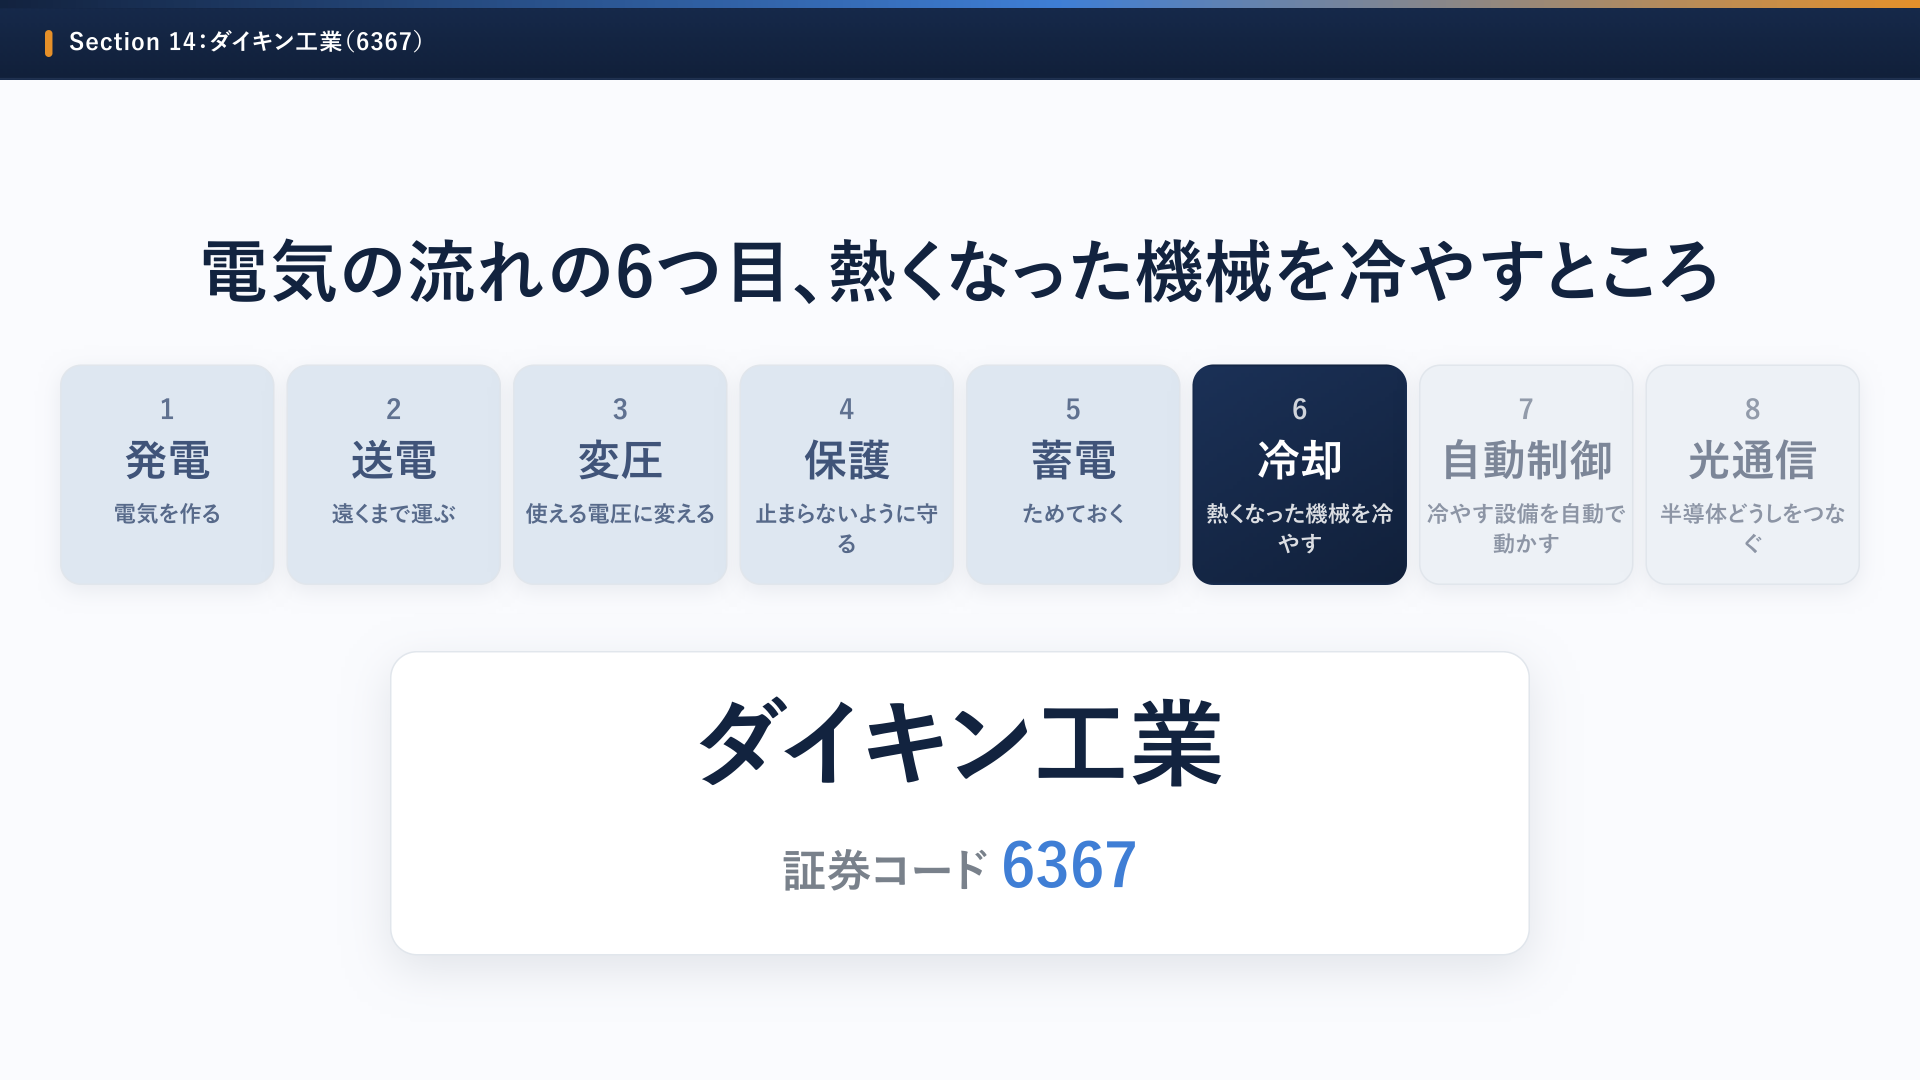 Section 14：ダイキン工業（6367）
電気の流れの6つ目、熱くなった機械を冷やすところ
1
発電
電気を作る
2
送電
遠くまで運ぶ
3
変圧
使える電圧に変える
4
保護
止まらないように守
る
5
蓄電
ためておく
6
冷却
熱くなった機械を冷
やす
7
自動制御
冷やす設備を自動で
動かす
8
光通信
半導体どうしをつな
ぐ
ダイキン工業
証券コード 6367